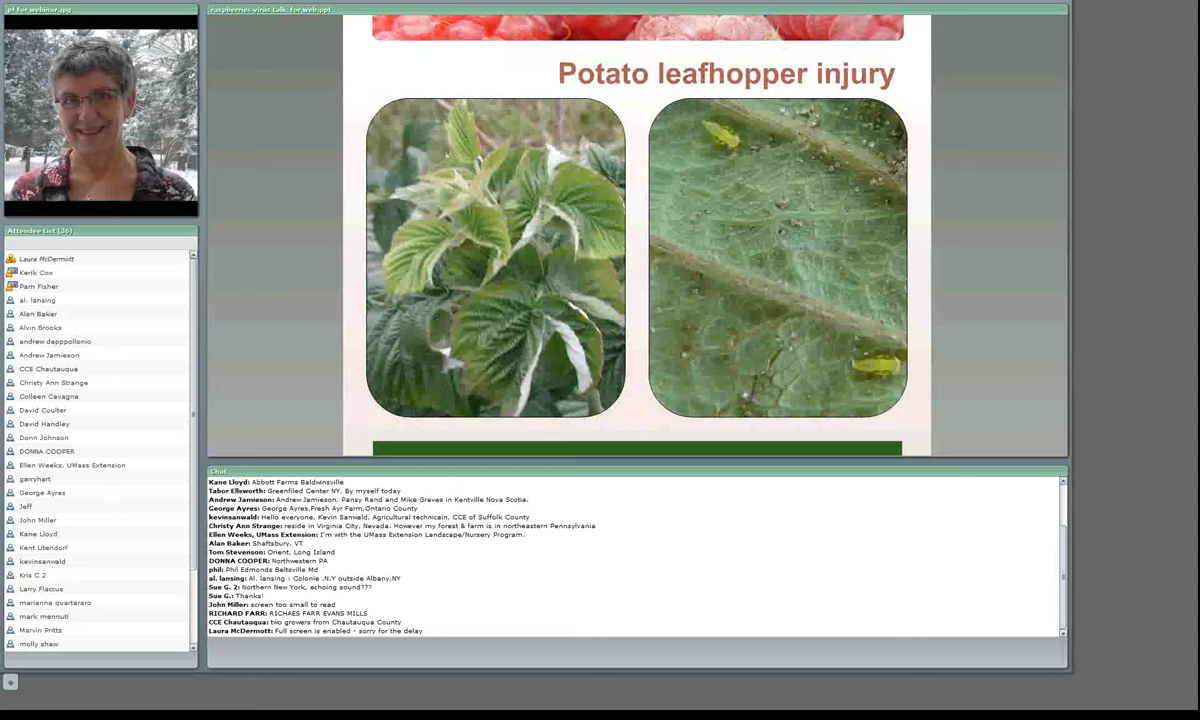 pf for webinar.jpg
raspberries virus talk for web.ppt
Potato leafhopper injury
Attendee List (36)
Laura McDermott
Kerik Cox
Pam Fisher
al. lansing
Alan Baker
Alvin Brooks
andrew dapppollonio
Andrew Jamieson
CCE Chautauqua
Christy Ann Strange
Colleen Cavagna
David Coulter
David Handley
Donn Johnson
DONNA COOPER
Ellen Weeks, UMass Extension
garryhart
George Ayres
Jeff
John Miller
Kane Lloyd
Kent Utendorf
kevinsanwald
Kris C 2
Larry Flaccus
marianna quartararo
mark mennuti
Marvin Pritts
molly shaw
Chat
Kane Lloyd: Abbott Farms Baldwinsville
Tabor Ellsworth: Greenfiled Center NY, By myself today
Andrew Jamieson: Andrew Jamieson, Pansy Rand and Mike Graves in Kentville Nova Scotia.
George Ayres: George Ayres,Fresh Ayr Farm,Ontario County
kevinsanwald: Hello everyone, Kevin Sanwald, Agricultural technicain, CCE of Suffolk County
Christy Ann Strange: reside in Virginia City, Nevada. However my forest & farm is in northeastern Pennsylvania
Ellen Weeks, UMass Extension: I'm with the UMass Extension Landscape/Nursery Program.
Alan Baker: Shaftsbury, VT
Tom Stevenson: Orient, Long Island
DONNA COOPER: Northwestern PA
phil: Phil Edmonds Beltsville Md
al. lansing: Al. lansing : Colonie ,N.Y outside Albany,NY
Sue G. 2: Northern New York, echoing sound???
Sue G.: Thanks!
John Miller: screen too small to read
RICHARD FARR: RICHAES FARR EVANS MILLS
CCE Chautauqua: two growers from Chautauqua County
Laura McDermott: Full screen is enabled - sorry for the delay